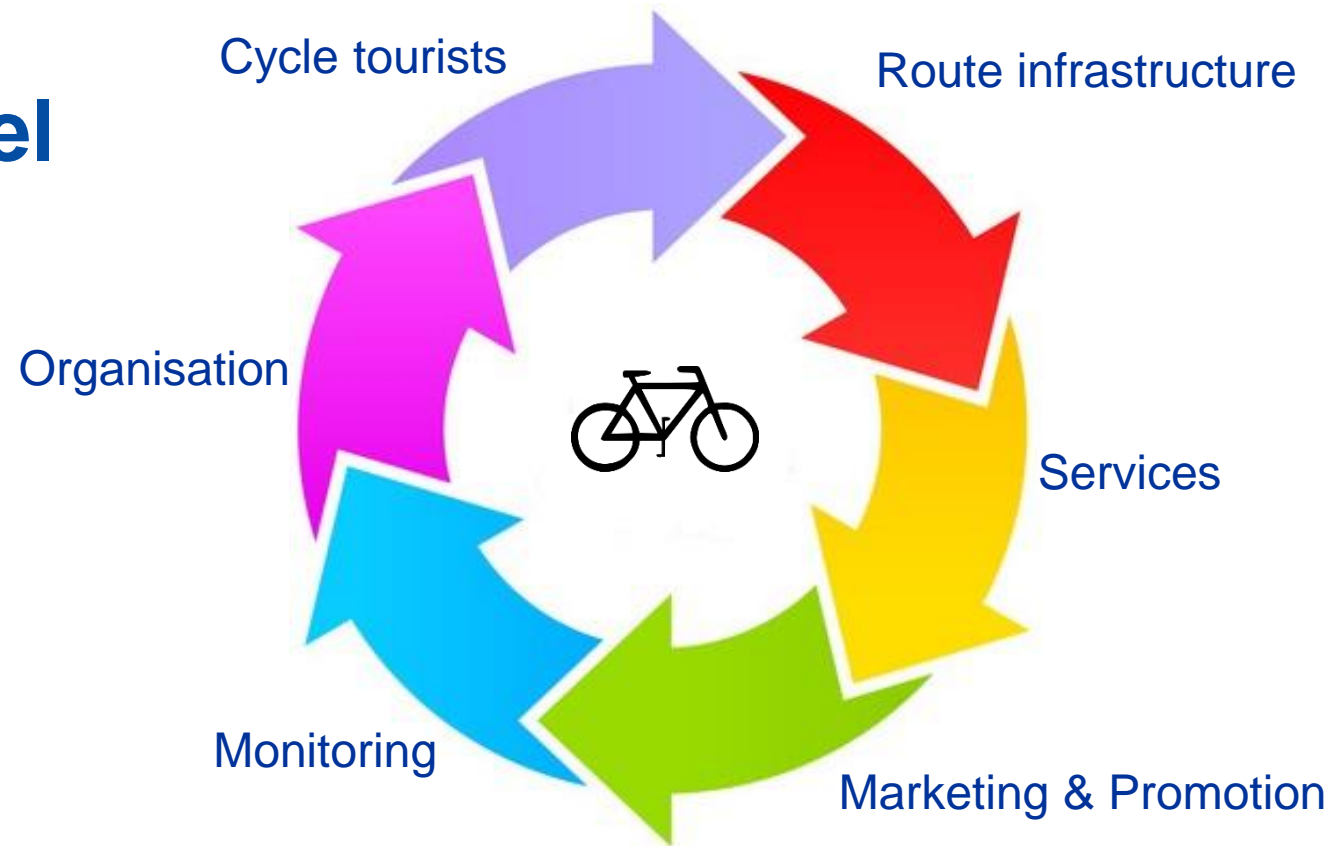 Cycle tourists
Route infrastructure
el
Organisation
Services
Monitoring
Marketing & Promotion